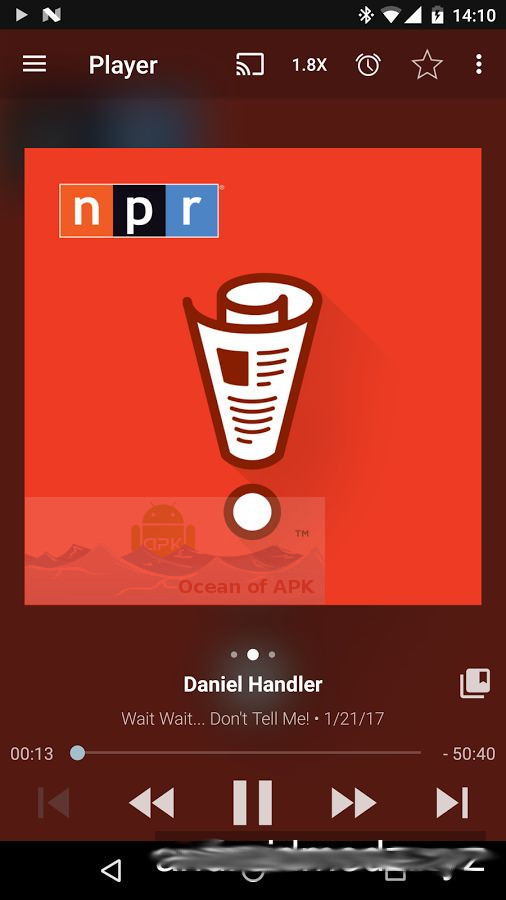 14:10
Player
1.8X
npr®
APK
TM
Ocean of APK
Daniel Handler
Wait Wait... Don't Tell Me! • 1/21/17
00:13
- 50:40